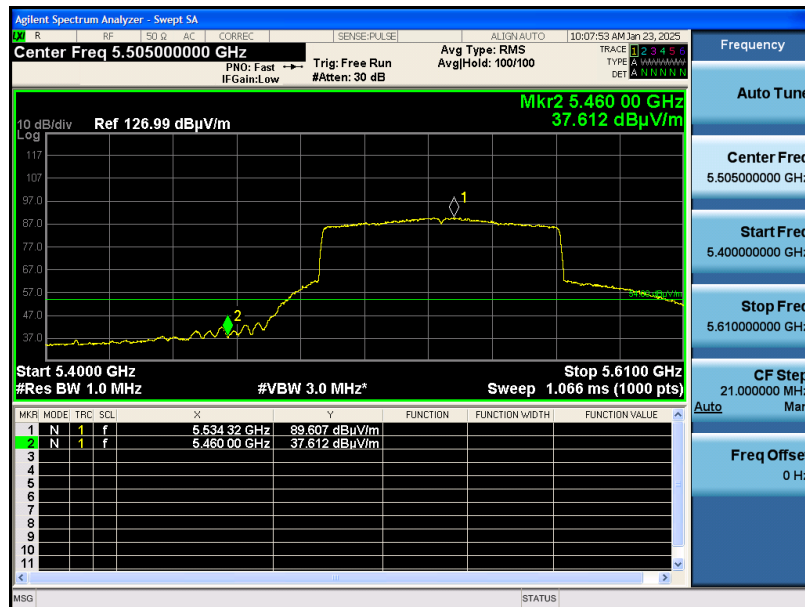 Agilent Spectrum Analyzer - Swept SA
LXI R RF 50 Ω AC CORREC SENSE:PULSE ALIGN AUTO 10:07:53 AM Jan 23, 2025
Center Freq 5.505000000 GHz
PNO: Fast
IFGain:Low
Trig: Free Run
#Atten: 30 dB
Avg Type: RMS
Avg|Hold: 100/100
TRACE 1 2 3 4 5 6
TYPE A WWWWW
DET A N N N N N
Mkr2 5.460 00 GHz
37.612 dBµV/m
10 dB/div Ref 126.99 dBµV/m
Log
117
107
97.0
87.0
77.0
67.0
57.0
47.0
37.0
1
2
Start 5.4000 GHz Stop 5.6100 GHz
#Res BW 1.0 MHz #VBW 3.0 MHz* Sweep 1.066 ms (1000 pts)
MKR MODE TRC SCL X Y FUNCTION FUNCTION WIDTH FUNCTION VALUE
1 N 1 f 5.534 32 GHz 89.607 dBµV/m
2 N 1 f 5.460 00 GHz 37.612 dBµV/m
3
4
5
6
7
8
9
10
11
MSG STATUS
Frequency
Auto Tune
Center Freq
5.505000000 GHz
Start Freq
5.400000000 GHz
Stop Freq
5.610000000 GHz
CF Step
21.000000 MHz
Auto Man
Freq Offset
0 Hz